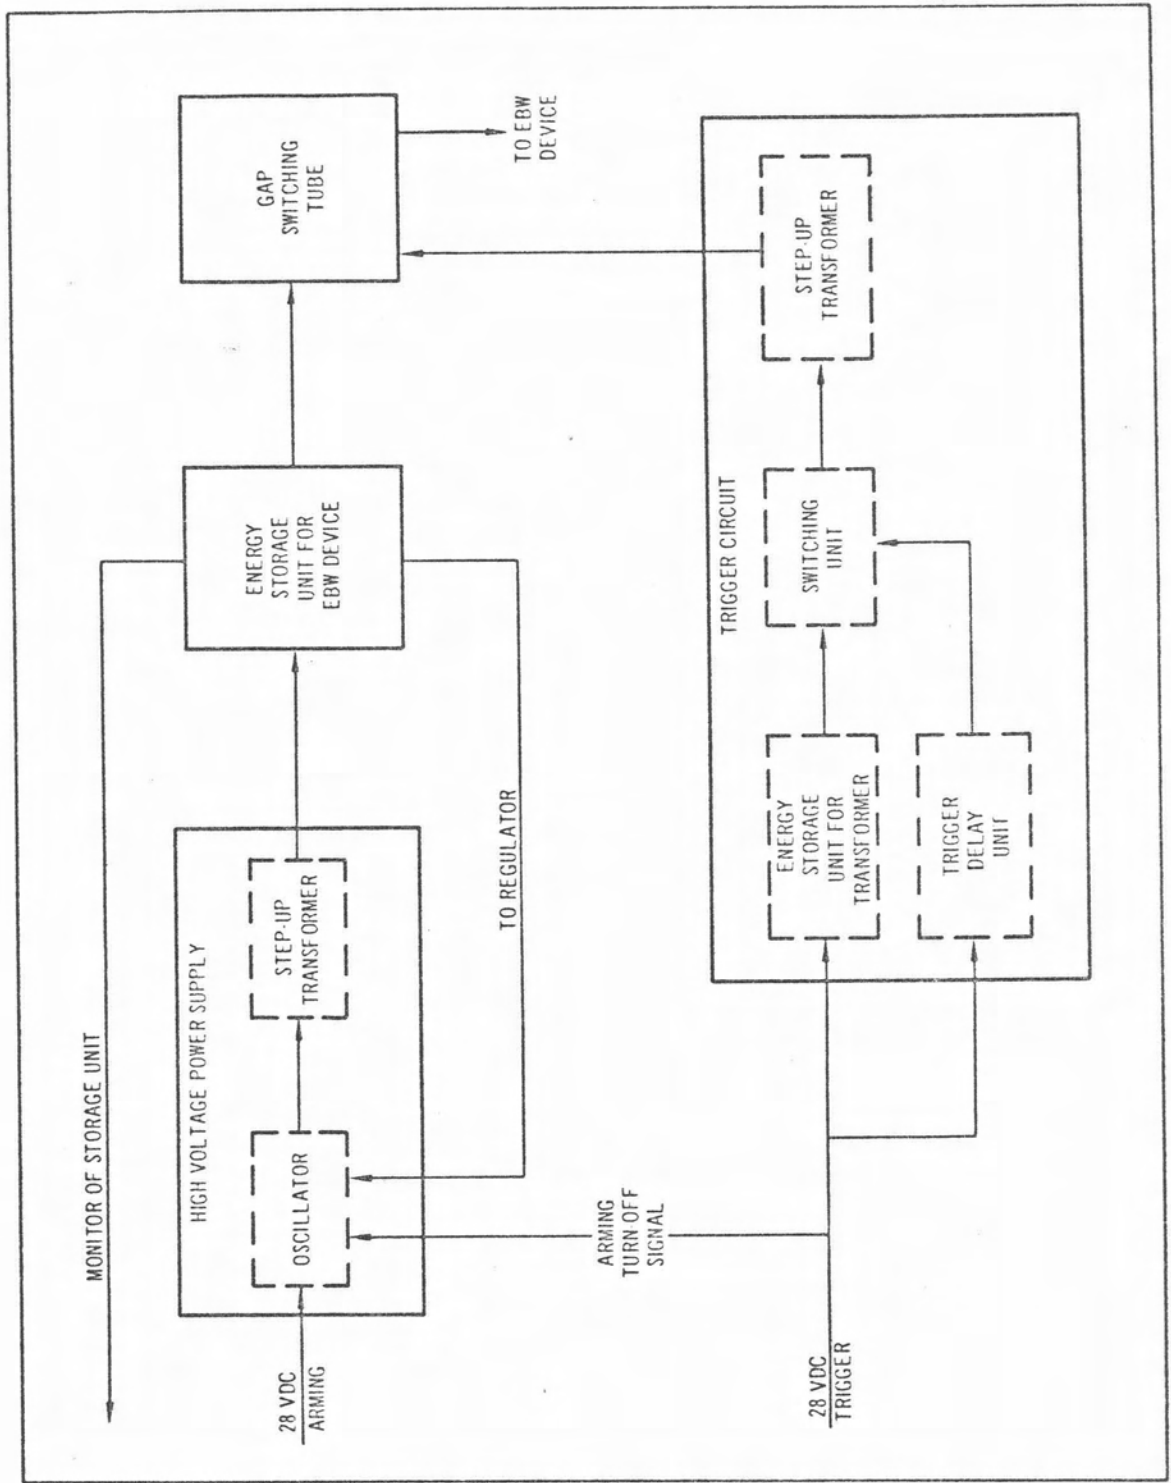 MONITOR OF STORAGE UNIT
HIGH VOLTAGE POWER SUPPLY
28 VDC
ARMING
OSCILLATOR
STEP-UP
TRANSFORMER
ENERGY
STORAGE
UNIT FOR
EBW DEVICE
GAP
SWITCHING
TUBE
TO REGULATOR
TO EBW
DEVICE
ARMING
TURN-OFF
SIGNAL
TRIGGER CIRCUIT
28 VDC
TRIGGER
ENERGY
STORAGE
UNIT FOR
TRANSFORMER
SWITCHING
UNIT
STEP-UP
TRANSFORMER
TRIGGER
DELAY
UNIT